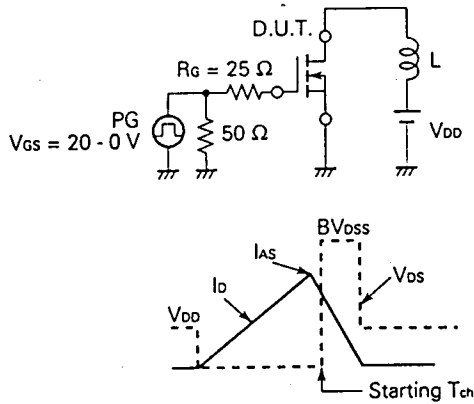 D.U.T.
RG = 25 Ω
L
PG
VGS = 20 - 0 V
50 Ω
VDD
BVDSS
IAS
VDS
ID
VDD
Starting Tch